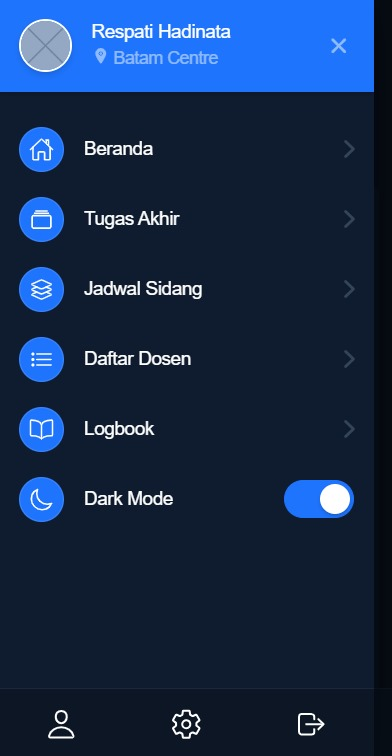 Respati Hadinata
Batam Centre
Beranda
Tugas Akhir
Jadwal Sidang
Daftar Dosen
Logbook
Dark Mode